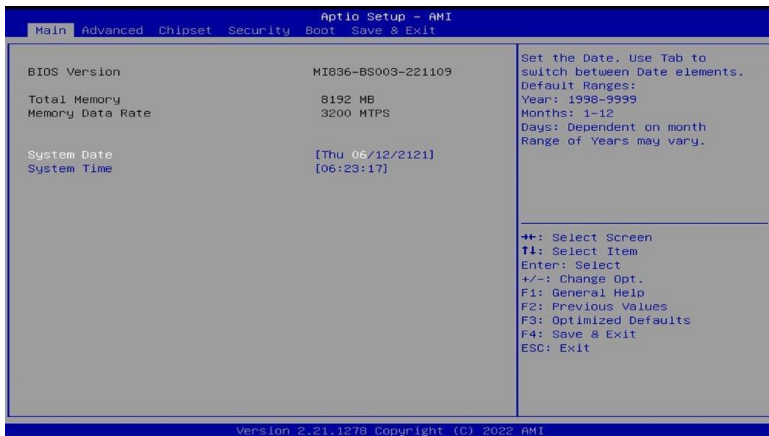 Aptio Setup – AMI
Main Advanced Chipset Security Boot Save & Exit
BIOS Version MI836-BS003-221109
Total Memory 8192 MB
Memory Data Rate 3200 MTPS
System Date [Thu 06/12/2121]
System Time [06:23:17]
Set the Date. Use Tab to
switch between Date elements.
Default Ranges:
Year: 1998-9999
Months: 1-12
Days: Dependent on month
Range of Years may vary.
→←: Select Screen
↑↓: Select Item
Enter: Select
+/-: Change Opt.
F1: General Help
F2: Previous Values
F3: Optimized Defaults
F4: Save & Exit
ESC: Exit
Version 2.21.1278 Copyright (C) 2022 AMI